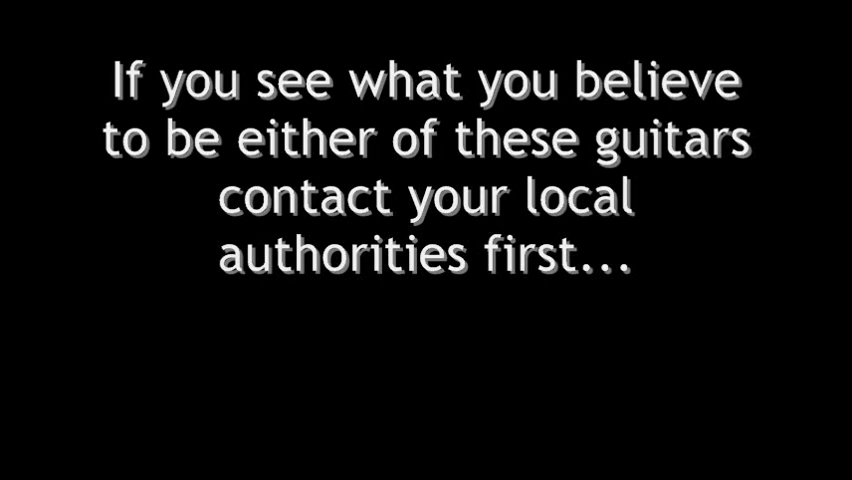 If you see what you believe
to be either of these guitars
contact your local
authorities first...